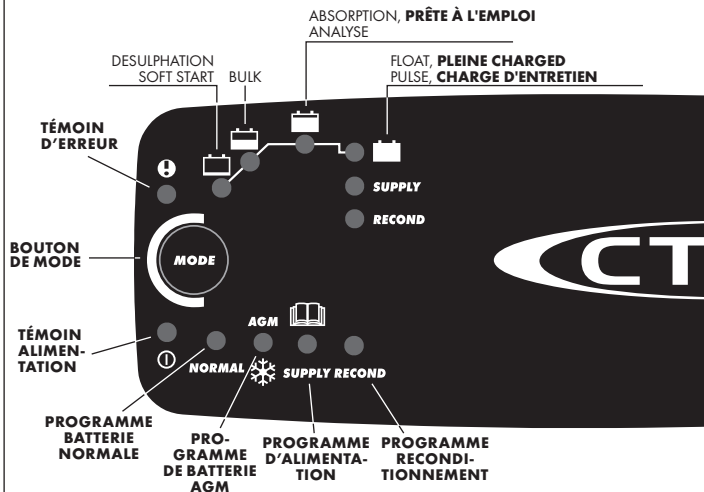 ABSORPTION, PRÊTE À L'EMPLOI
ANALYSE
DESULPHATION
SOFT START
BULK
FLOAT, PLEINE CHARGED
PULSE, CHARGE D'ENTRETIEN
TÉMOIN
D'ERREUR
SUPPLY
RECOND
BOUTON
DE MODE
MODE
CT
TÉMOIN
ALIMEN-
TATION
AGM
NORMAL
SUPPLY RECOND
PROGRAMME
BATTERIE
NORMALE
PRO-
GRAMME
DE BATTERIE
AGM
PROGRAMME
D'ALIMENTA-
TION
PROGRAMME
RECONDI-
TIONNEMENT